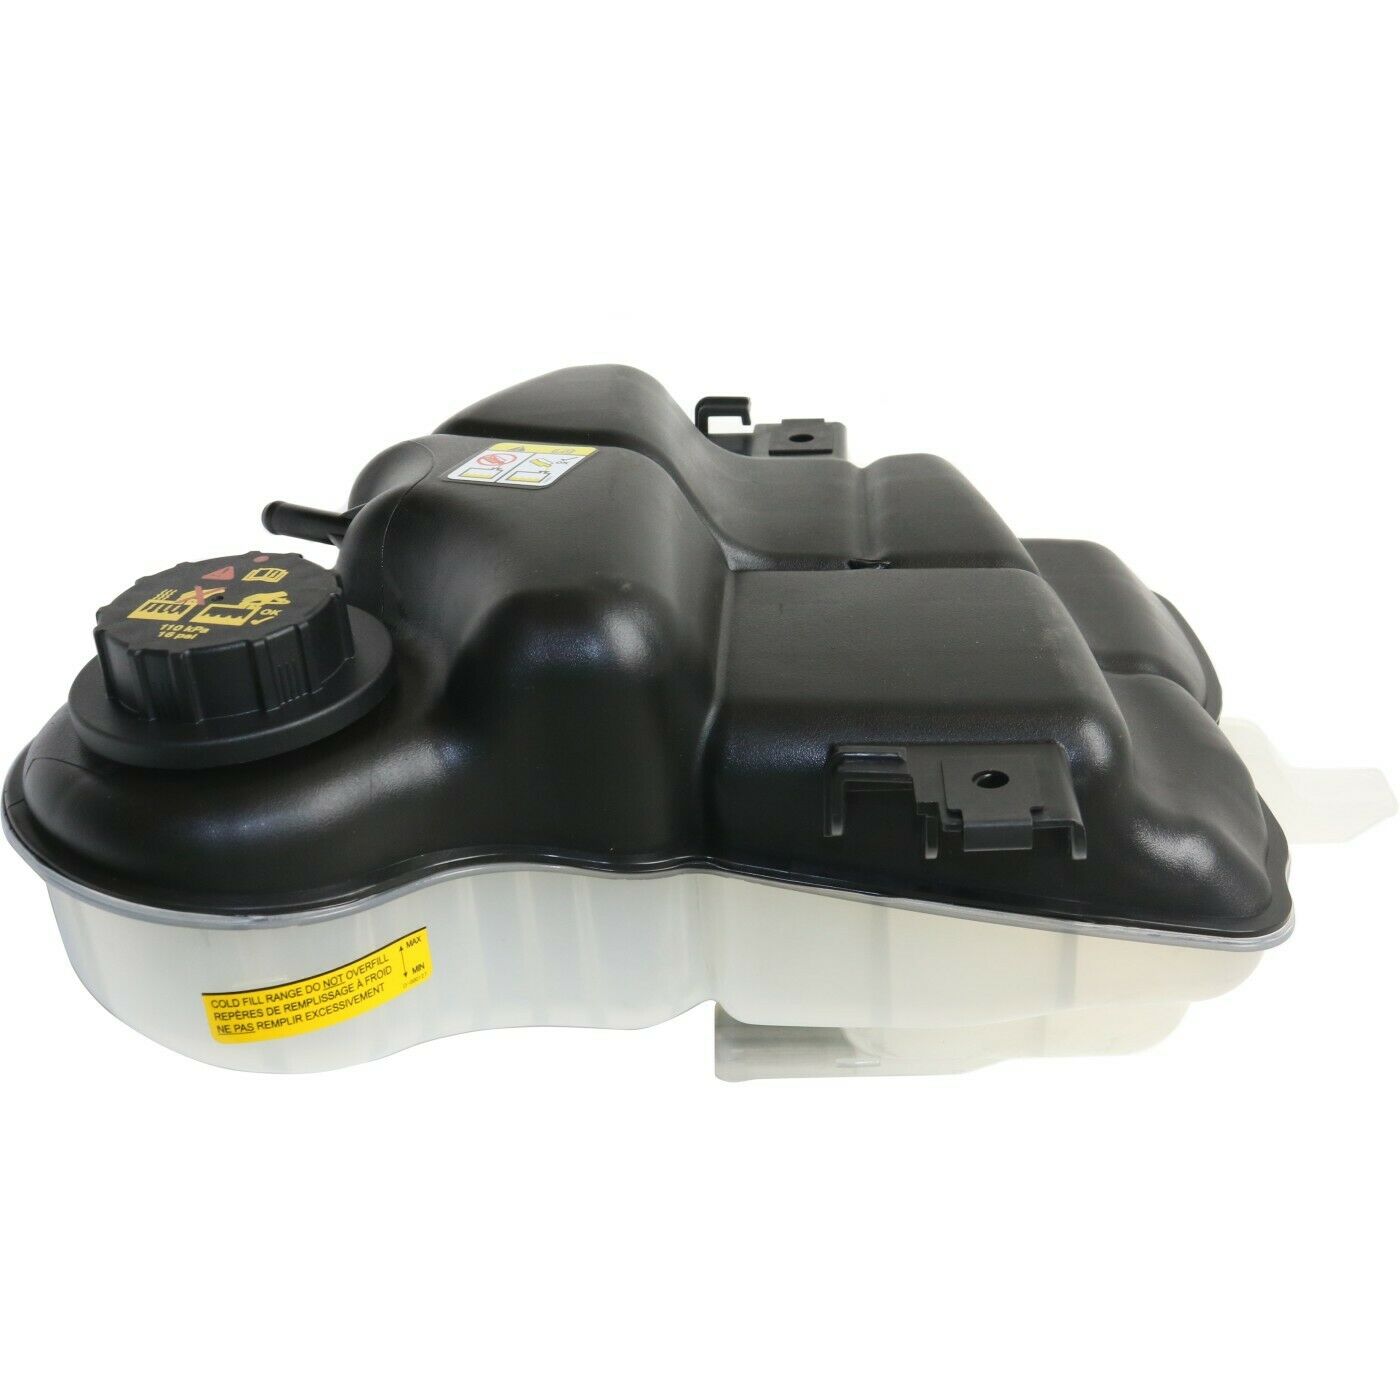 OK
OK
110 kPa
16 psi
MAX
MIN
COLD FILL RANGE DO NOT OVERFILL
REPÈRES DE REMPLISSAGE À FROID
NE PAS REMPLIR EXCESSIVEMENT